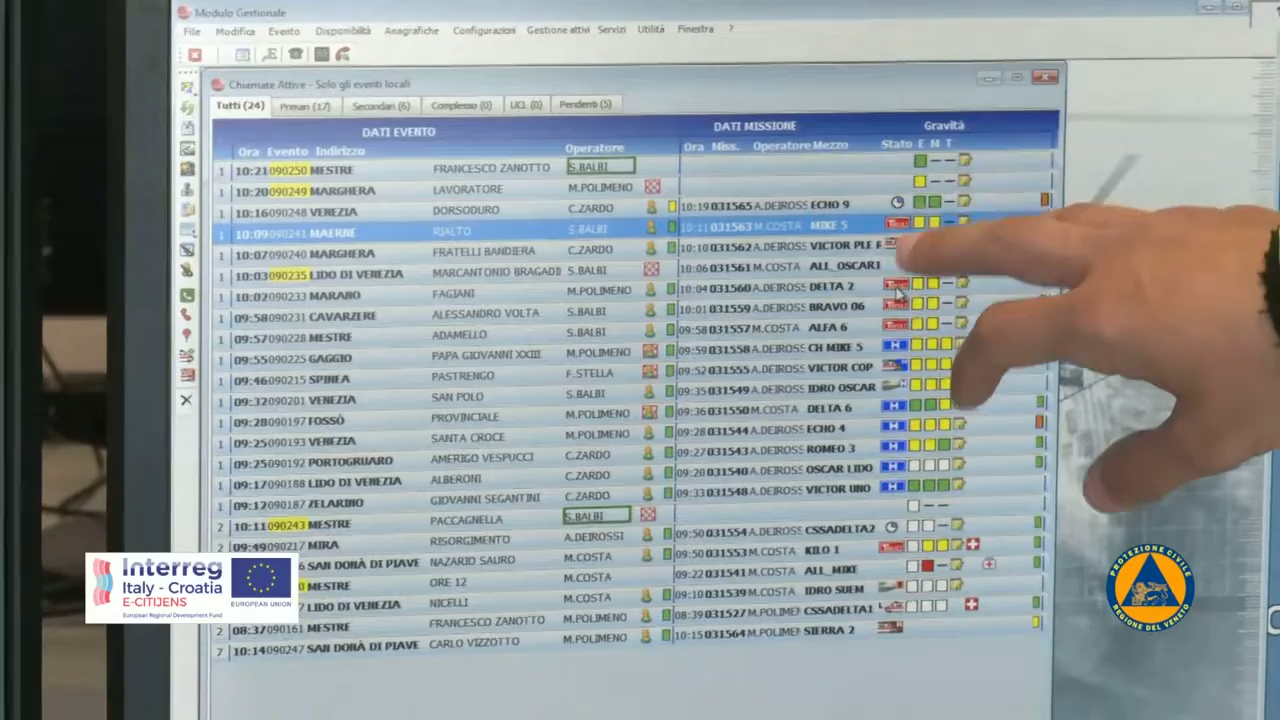 Modulo Gestionale
File Modifica Evento Disponibilità Anagrafiche Configurazioni Gestione attivi Servizi Utilità Finestra ?
Chiamate Attive - Solo gli eventi locali
Tutti (24) Primari (17) Secondari (6) Complesso (0) UCL (0) Pendenti (5)
DATI EVENTO DATI MISSIONE Gravità
Ora Evento Indirizzo Operatore Ora Miss. Operatore Mezzo Stato E M T
1 10:21 090250 MESTRE FRANCESCO ZANOTTO S.BALBI
1 10:20 090249 MARGHERA LAVORATORE M.POLIMENO
1 10:16 090248 VENEZIA DORSODURO C.ZARDO 10:19 031565 A.DEIROSS ECHO 9
1 10:09 090241 MAERNE RIALTO S.BALBI 10:11 031563 M.COSTA MIKE 5
1 10:07 090240 MARGHERA FRATELLI BANDIERA C.ZARDO 10:10 031562 A.DEIROSS VICTOR PLE F
1 10:03 090235 LIDO DI VENEZIA MARCANTONIO BRAGADI S.BALBI 10:06 031561 M.COSTA ALL_OSCAR1
1 10:02 090233 MARANO FAGIANI M.POLIMENO 10:04 031560 A.DEIROSS DELTA 2
1 09:58 090231 CAVARZERE ALESSANDRO VOLTA S.BALBI 10:01 031559 A.DEIROSS BRAVO 06
1 09:57 090228 MESTRE ADAMELLO S.BALBI 09:58 031557 M.COSTA ALFA 6
1 09:55 090225 GAGGIO PAPA GIOVANNI XXIII M.POLIMENO 09:59 031558 A.DEIROSS CH MIKE 5
1 09:46 090215 SPINEA PASTRENGO F.STELLA 09:52 031555 A.DEIROSS VICTOR COP
1 09:32 090201 VENEZIA SAN POLO S.BALBI 09:35 031549 A.DEIROSS IDRO OSCAR
1 09:28 090197 FOSSÒ PROVINCIALE M.POLIMENO 09:36 031550 M.COSTA DELTA 6
1 09:25 090193 VENEZIA SANTA CROCE M.POLIMENO 09:28 031544 A.DEIROSS ECHO 4
1 09:25 090192 PORTOGRUARO AMERIGO VESPUCCI C.ZARDO 09:27 031543 A.DEIROSS ROMEO 3
1 09:17 090188 LIDO DI VENEZIA ALBERONI C.ZARDO 09:20 031540 A.DEIROSS OSCAR LIDO
1 09:12 090187 ZELARINO GIOVANNI SEGANTINI C.ZARDO 09:33 031548 A.DEIROSS VICTOR UNO
2 10:11 090243 MESTRE PACCAGNELLA S.BALBI
2 09:49 090217 MIRA RISORGIMENTO A.DEIROSSI 09:50 031554 A.DEIROSS CSSADELTA2
6 SAN DONÀ DI PIAVE NAZARIO SAURO M.COSTA 09:50 031553 M.COSTA KILO 1
MESTRE ORE 12 M.COSTA 09:22 031541 M.COSTA ALL_MIKE
LIDO DI VENEZIA NICELLI M.COSTA 09:10 031539 M.COSTA IDRO SUEM
2 08:37 090161 MESTRE FRANCESCO ZANOTTO M.POLIMENO 08:39 031527 M.POLIMEN CSSADELTA1
7 10:14 090247 SAN DONÀ DI PIAVE CARLO VIZZOTTO M.POLIMENO 10:15 031564 M.POLIMEN SIERRA 2
Interreg
Italy - Croatia
E-CITIJENS
European Regional Development Fund
EUROPEAN UNION
PROTEZIONE CIVILE
REGIONE DEL VENETO